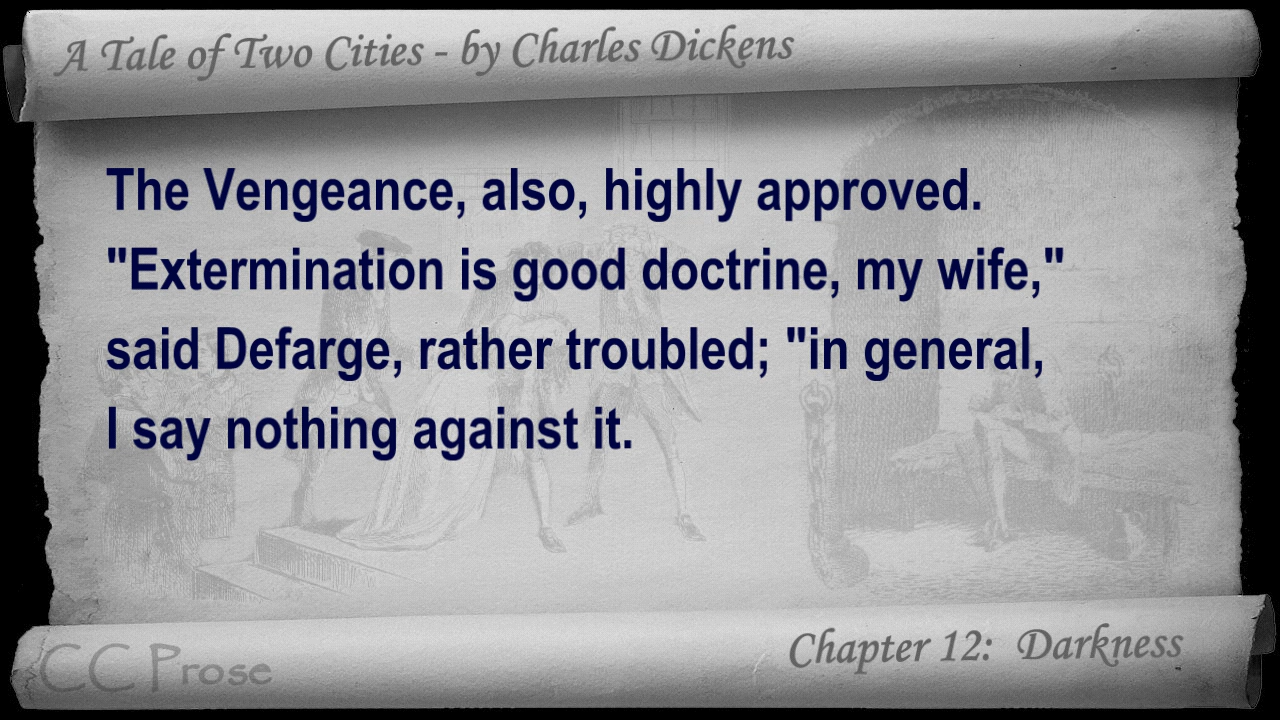 A Tale of Two Cities - by Charles Dickens
The Vengeance, also, highly approved.
"Extermination is good doctrine, my wife,"
said Defarge, rather troubled; "in general,
I say nothing against it.
CC Prose
Chapter 12: Darkness